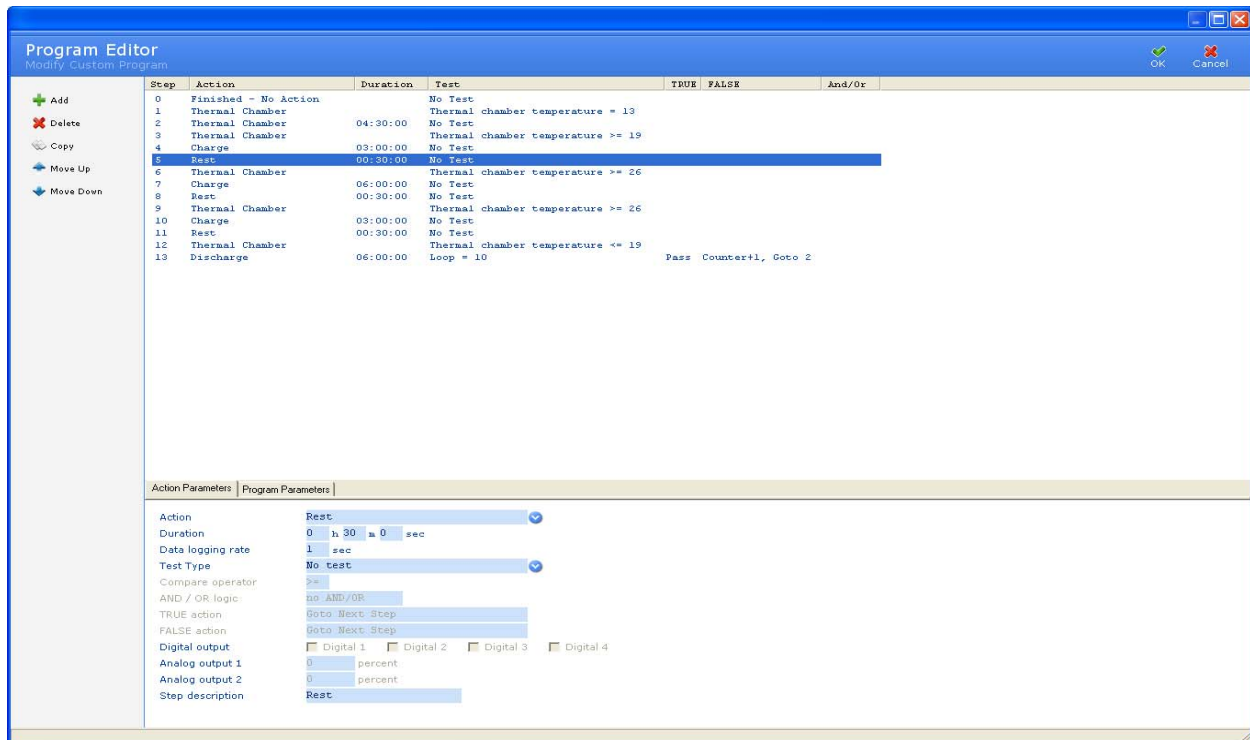 Program Editor
Modify Custom Program
OK Cancel
Add
Delete
Copy
Move Up
Move Down
Step Action Duration Test TRUE FALSE And/Or
0 Finished - No Action No Test
1 Thermal Chamber Thermal chamber temperature = 13
2 Thermal Chamber 04:30:00 No Test
3 Thermal Chamber Thermal chamber temperature >= 19
4 Charge 03:00:00 No Test
5 Rest 00:30:00 No Test
6 Thermal Chamber Thermal chamber temperature >= 26
7 Charge 06:00:00 No Test
8 Rest 00:30:00 No Test
9 Thermal Chamber Thermal chamber temperature >= 26
10 Charge 03:00:00 No Test
11 Rest 00:30:00 No Test
12 Thermal Chamber Thermal chamber temperature <= 19
13 Discharge 06:00:00 Loop = 10 Pass Counter+1, Goto 2
Action Parameters Program Parameters
Action Rest
Duration 0 h 30 m 0 sec
Data logging rate 1 sec
Test Type No test
Compare operator >=
AND / OR logic no AND/OR
TRUE action Goto Next Step
FALSE action Goto Next Step
Digital output Digital 1 Digital 2 Digital 3 Digital 4
Analog output 1 0 percent
Analog output 2 0 percent
Step description Rest